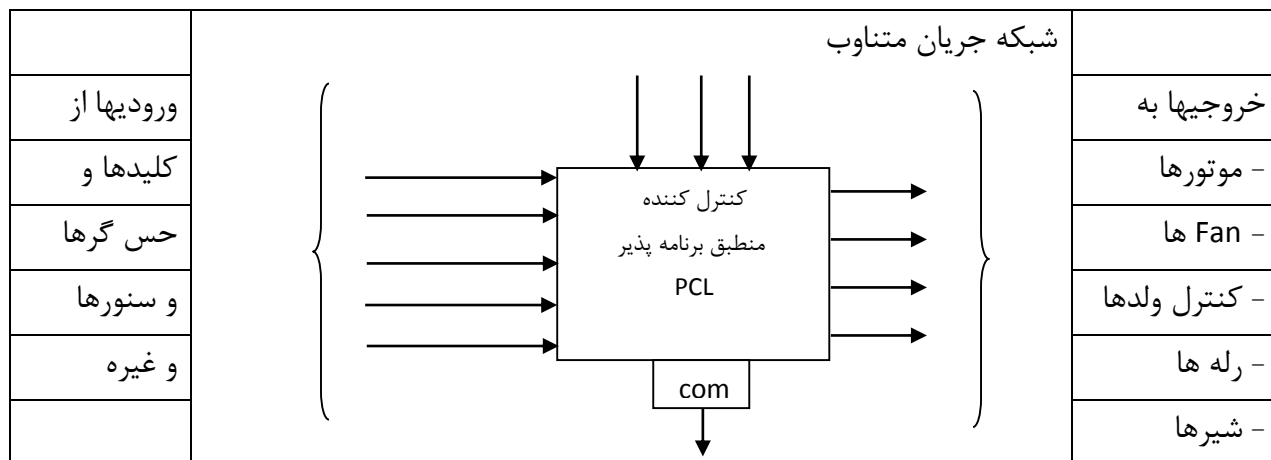 شبکه جریان متناوب
خروجیها به
- موتورها
- Fan ها
- کنترل ولدها
- رله ها
- شیرها
کنترل کننده
منطبق برنامه پذیر
PCL
com
ورودیها از
کلیدها و
حس گرها
و سنورها
و غیره